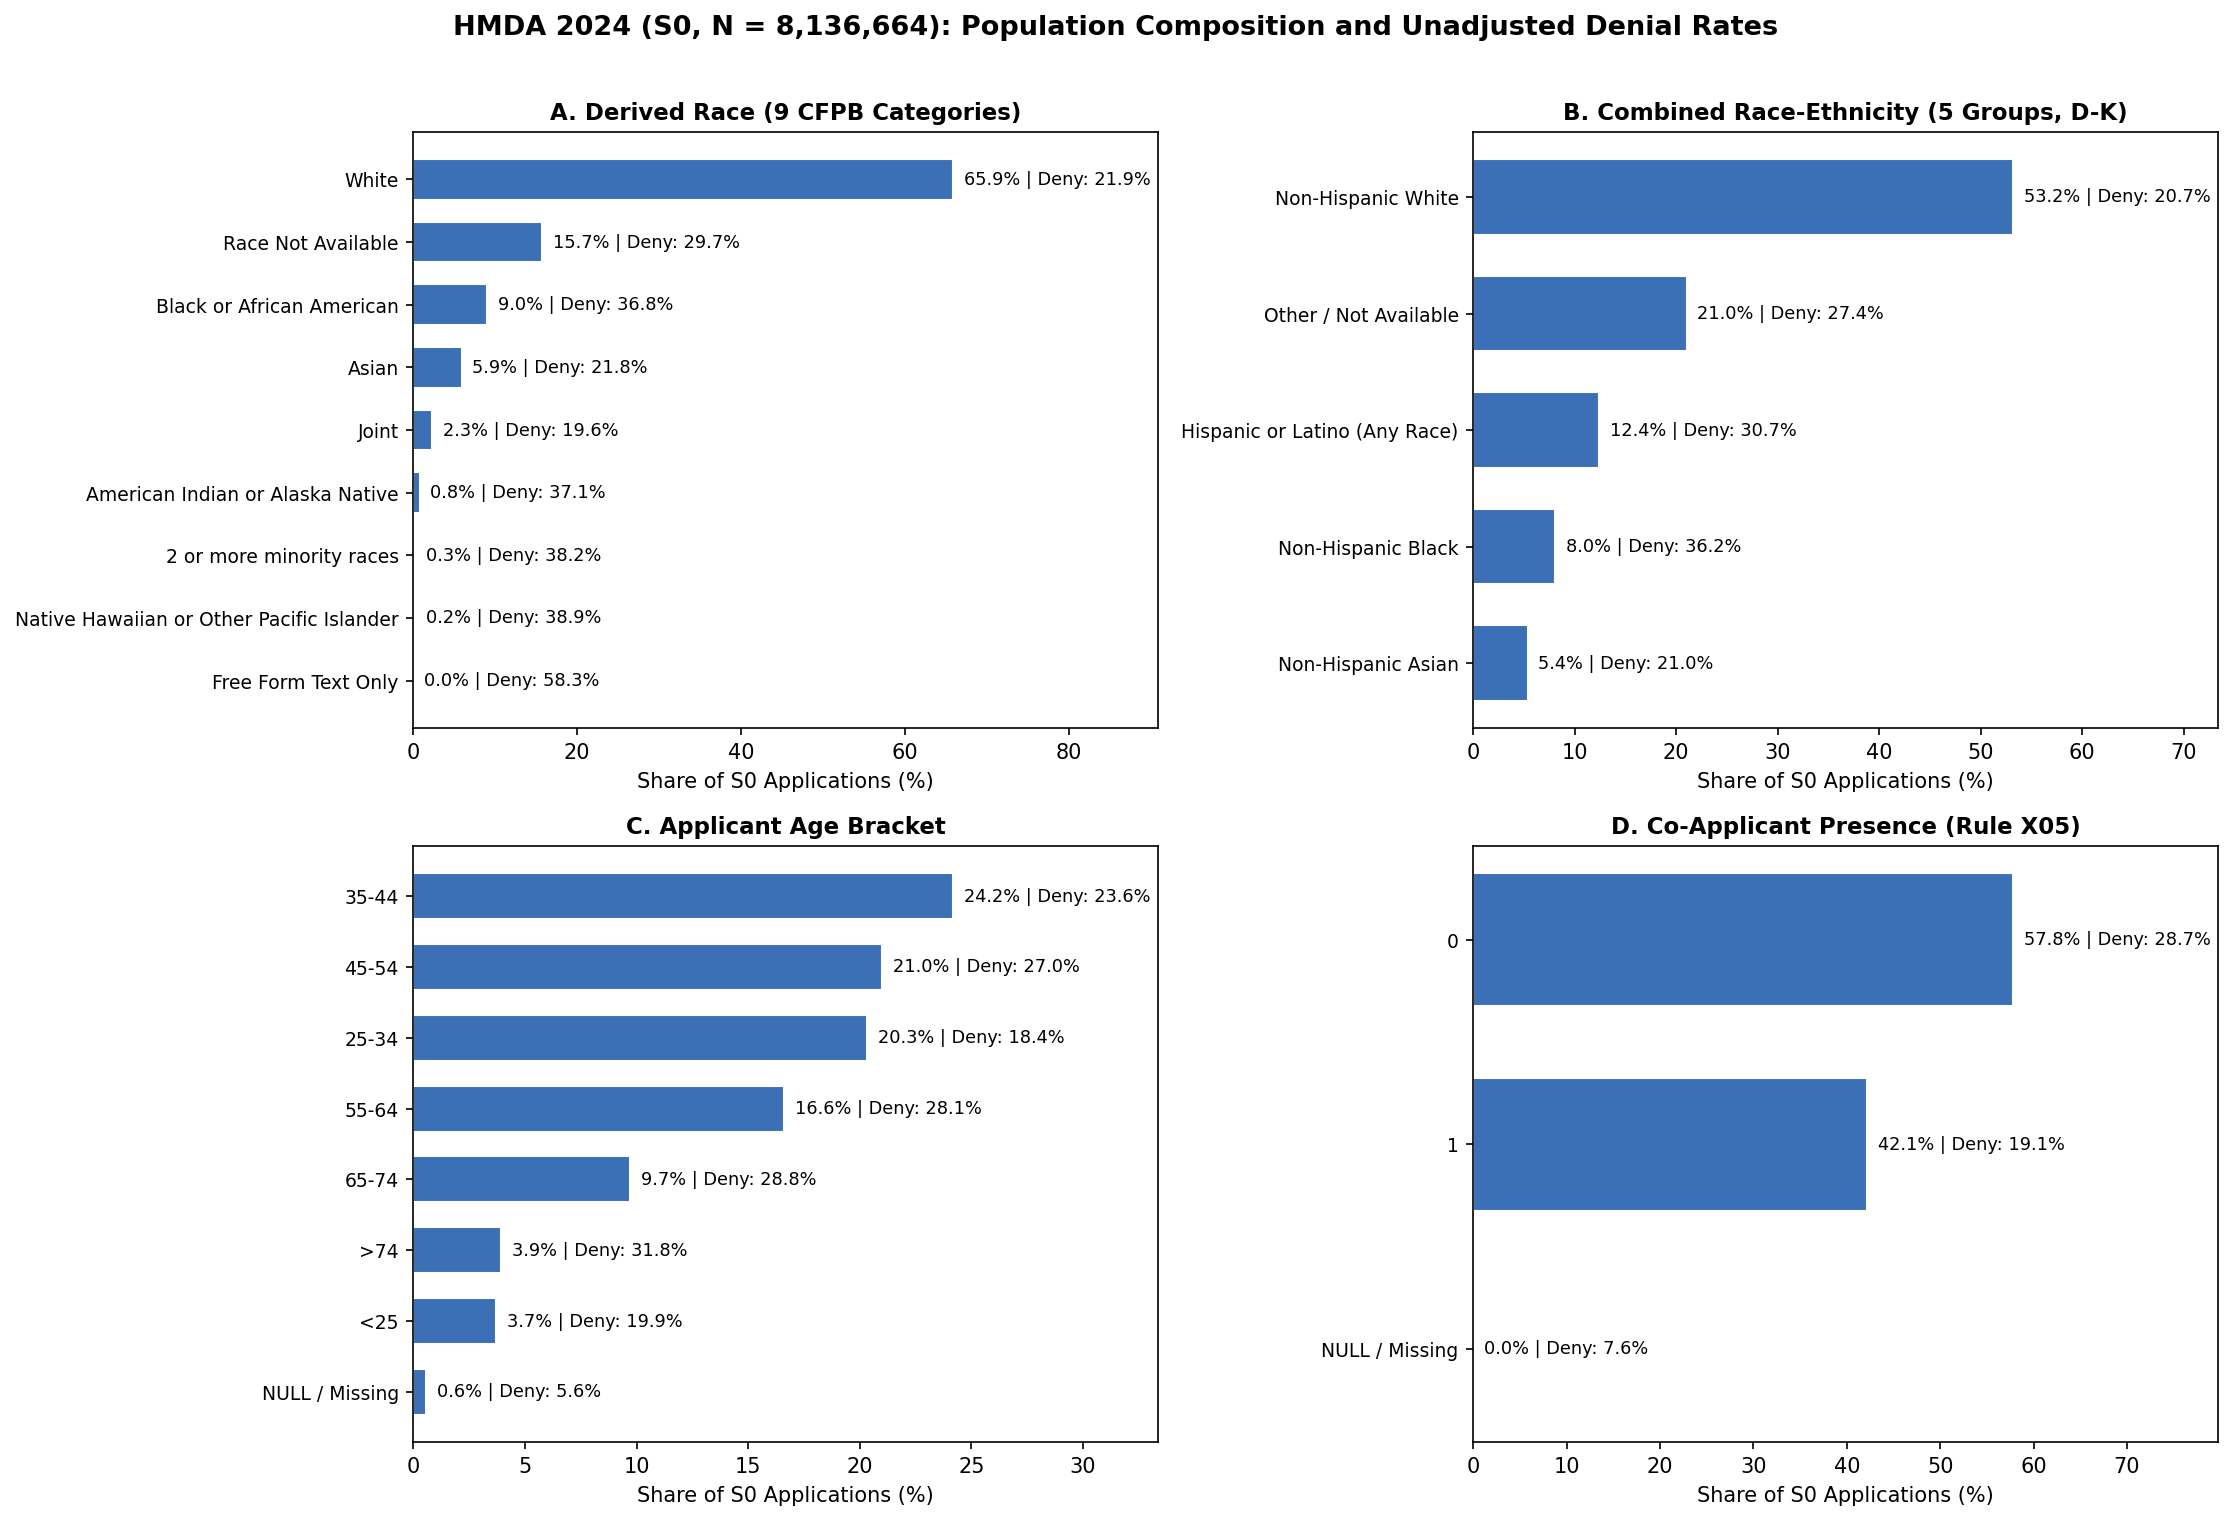 HMDA 2024 (S0, N = 8,136,664): Population Composition and Unadjusted Denial Rates
A. Derived Race (9 CFPB Categories)
White 65.9% | Deny: 21.9%
Race Not Available 15.7% | Deny: 29.7%
Black or African American 9.0% | Deny: 36.8%
Asian 5.9% | Deny: 21.8%
Joint 2.3% | Deny: 19.6%
American Indian or Alaska Native 0.8% | Deny: 37.1%
2 or more minority races 0.3% | Deny: 38.2%
Native Hawaiian or Other Pacific Islander 0.2% | Deny: 38.9%
Free Form Text Only 0.0% | Deny: 58.3%
0 20 40 60 80
Share of S0 Applications (%)
B. Combined Race-Ethnicity (5 Groups, D-K)
Non-Hispanic White 53.2% | Deny: 20.7%
Other / Not Available 21.0% | Deny: 27.4%
Hispanic or Latino (Any Race) 12.4% | Deny: 30.7%
Non-Hispanic Black 8.0% | Deny: 36.2%
Non-Hispanic Asian 5.4% | Deny: 21.0%
0 10 20 30 40 50 60 70
Share of S0 Applications (%)
C. Applicant Age Bracket
35-44 24.2% | Deny: 23.6%
45-54 21.0% | Deny: 27.0%
25-34 20.3% | Deny: 18.4%
55-64 16.6% | Deny: 28.1%
65-74 9.7% | Deny: 28.8%
>74 3.9% | Deny: 31.8%
<25 3.7% | Deny: 19.9%
NULL / Missing 0.6% | Deny: 5.6%
0 5 10 15 20 25 30
Share of S0 Applications (%)
D. Co-Applicant Presence (Rule X05)
0 57.8% | Deny: 28.7%
1 42.1% | Deny: 19.1%
NULL / Missing 0.0% | Deny: 7.6%
0 10 20 30 40 50 60 70
Share of S0 Applications (%)